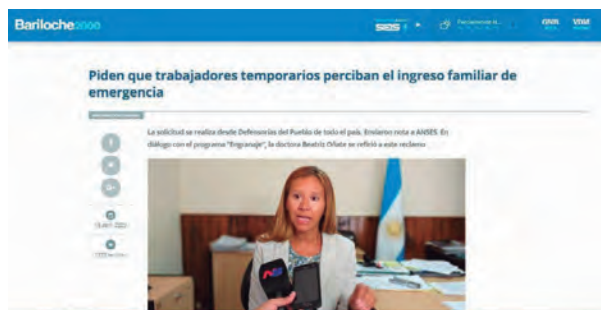 Bariloche2000
Piden que trabajadores temporarios perciban el ingreso familiar de
emergencia
La solicitud se realiza desde Defensorías del Pueblo de todo el país. Enviaron nota a ANSES. En
diálogo con el programa "Engranaje", la doctora Beatriz Oñate se refirió a este reclamo